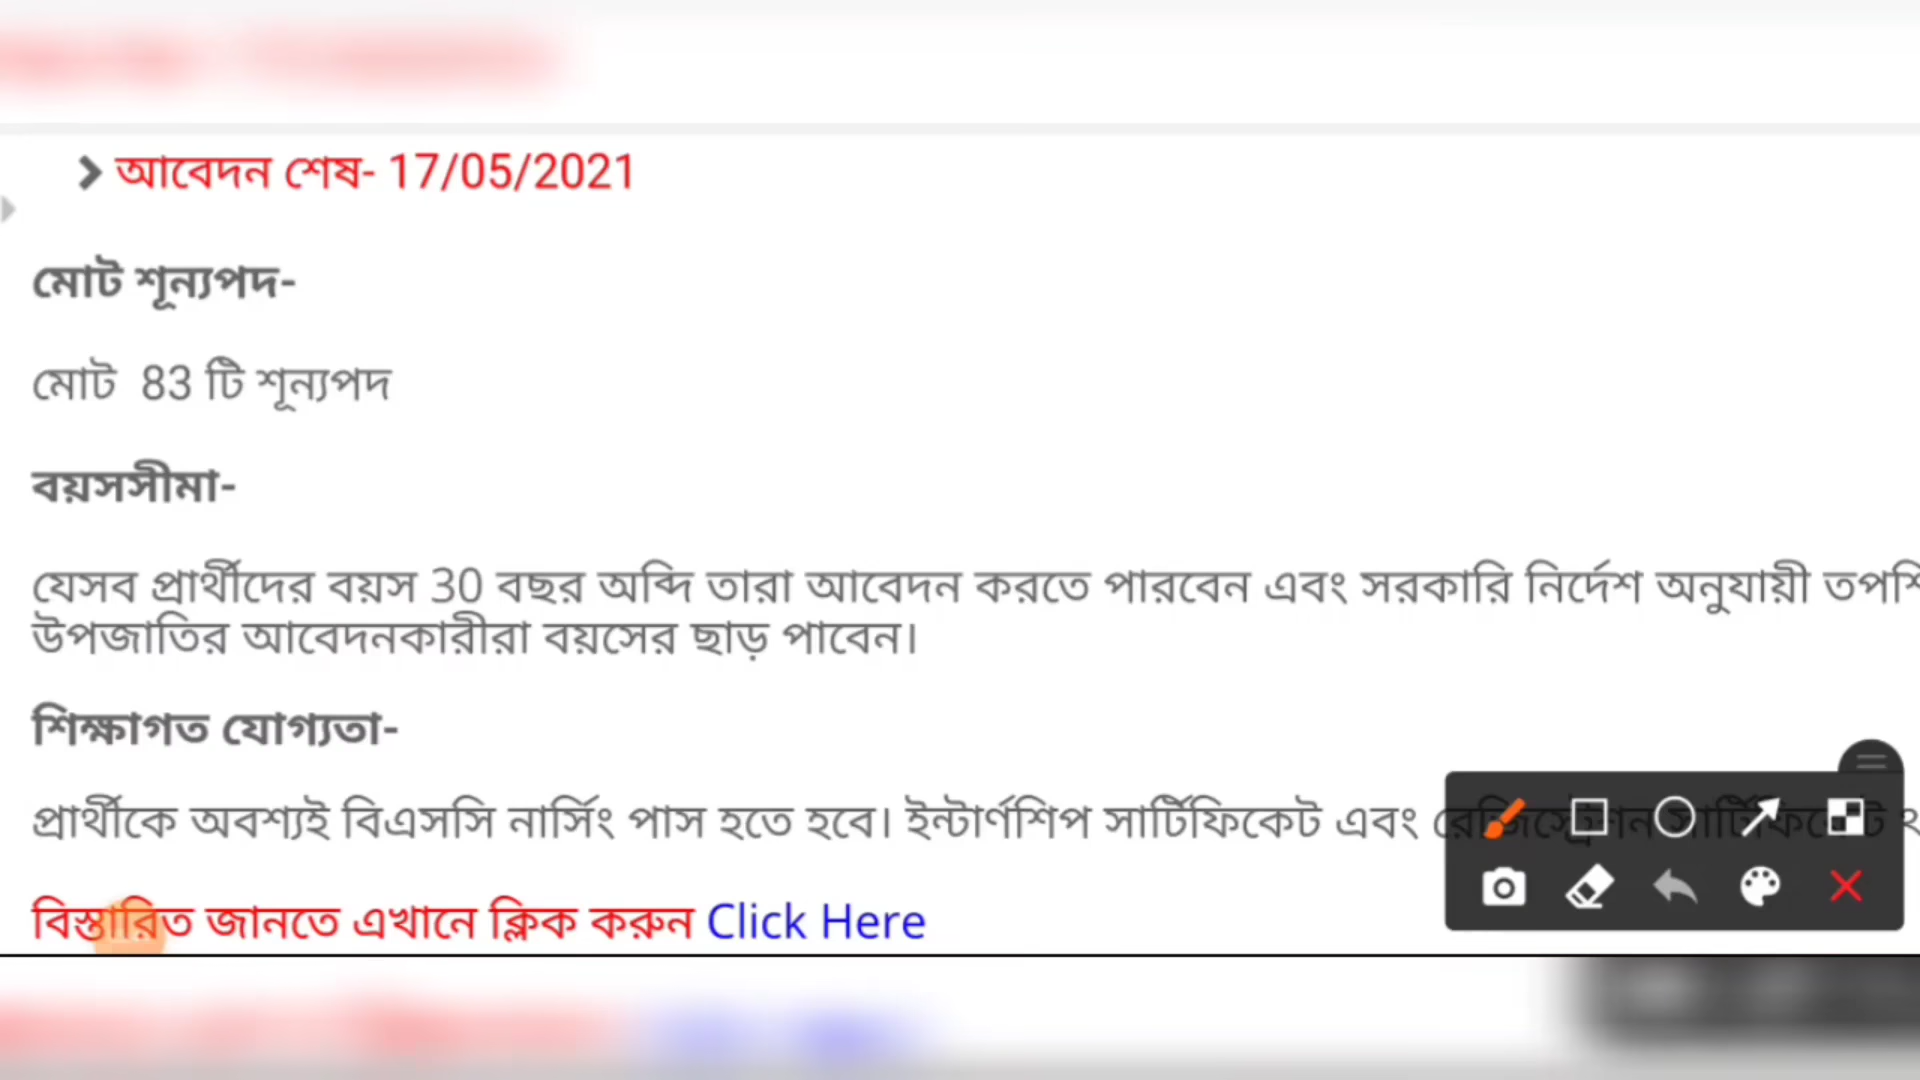 আবেদন শেষ- 17/05/2021
মোট শূন্যপদ-
মোট 83 টি শূন্যপদ
বয়সসীমা-
যেসব প্রার্থীদের বয়স 30 বছর অব্দি তারা আবেদন করতে পারবেন এবং সরকারি নির্দেশ অনুযায়ী
উপজাতির আবেদনকারীরা বয়সের ছাড় পাবেন।
শিক্ষাগত যোগ্যতা-
প্রার্থীকে অবশ্যই বিএসসি নার্সিং পাস হতে হবে। ইন্টার্ণশিপ সার্টিফিকেট এবং রেজিস্ট্রেশন সার্টিফিকেট
বিস্তারিত জানতে এখানে ক্লিক করুন Click Here